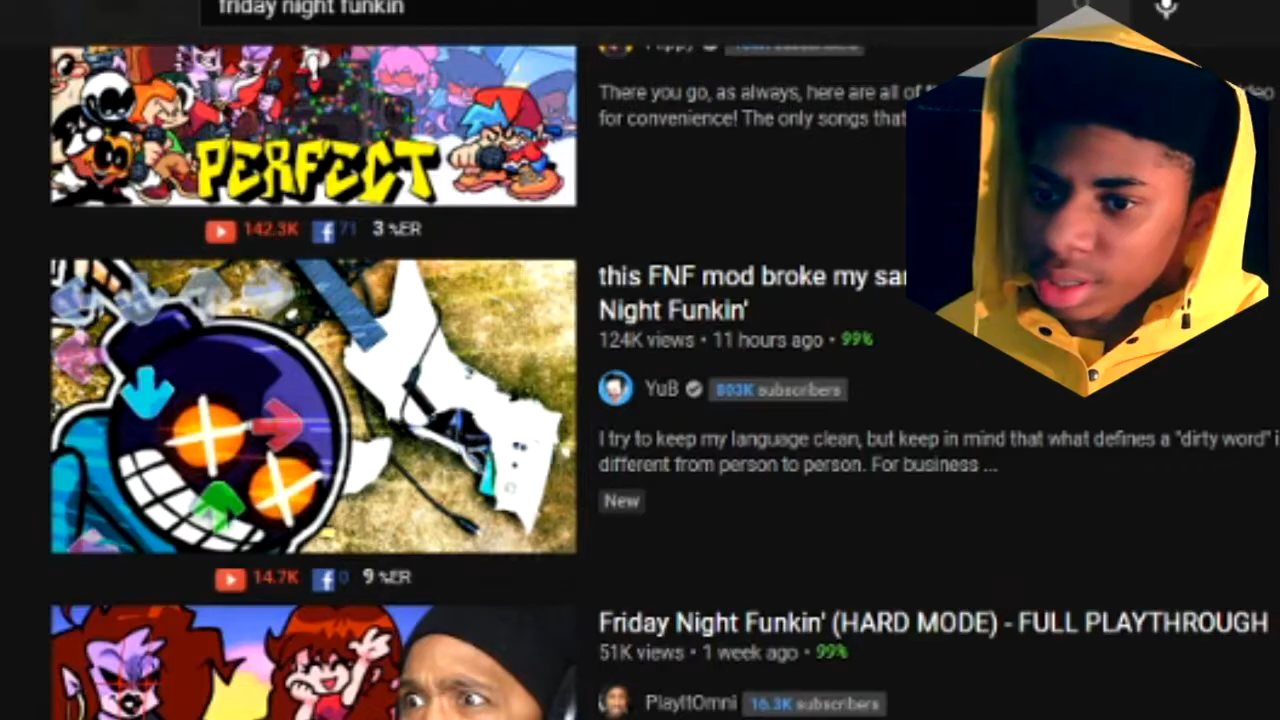 friday night funkin
There you go, as always, here are all of
for convenience! The only songs that
PERFECT
142.3K 71 3 %ER
this FNF mod broke my
Night Funkin'
124K views • 11 hours ago • 99%
YuB 803K subscribers
I try to keep my language clean, but keep in mind that what defines a "dirty word"
different from person to person. For business ...
New
14.7K 0 9 %ER
Friday Night Funkin' (HARD MODE) - FULL PLAYTHROUGH
51K views • 1 week ago • 99%
PlayItOmni 16.3K subscribers